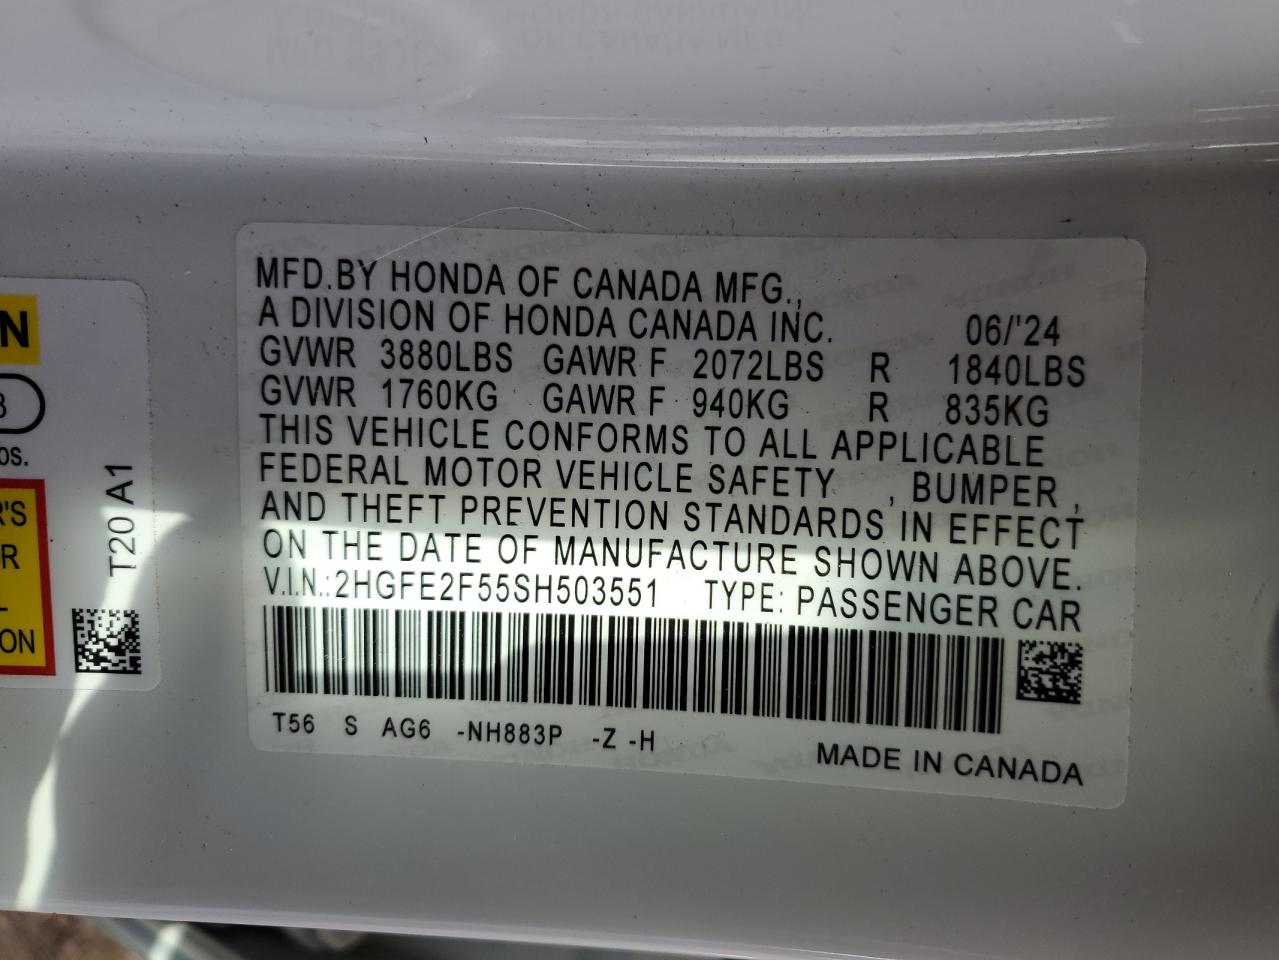 MFD.BY HONDA OF CANADA MFG.,
A DIVISION OF HONDA CANADA INC. 06/'24
GVWR 3880LBS GAWR F 2072LBS R 1840LBS
GVWR 1760KG GAWR F 940KG R 835KG
THIS VEHICLE CONFORMS TO ALL APPLICABLE
FEDERAL MOTOR VEHICLE SAFETY , BUMPER ,
AND THEFT PREVENTION STANDARDS IN EFFECT
ON THE DATE OF MANUFACTURE SHOWN ABOVE.
V.I.N.:2HGFE2F55SH503551 TYPE: PASSENGER CAR
T56 S AG6 -NH883P -Z -H
MADE IN CANADA
T20 A1